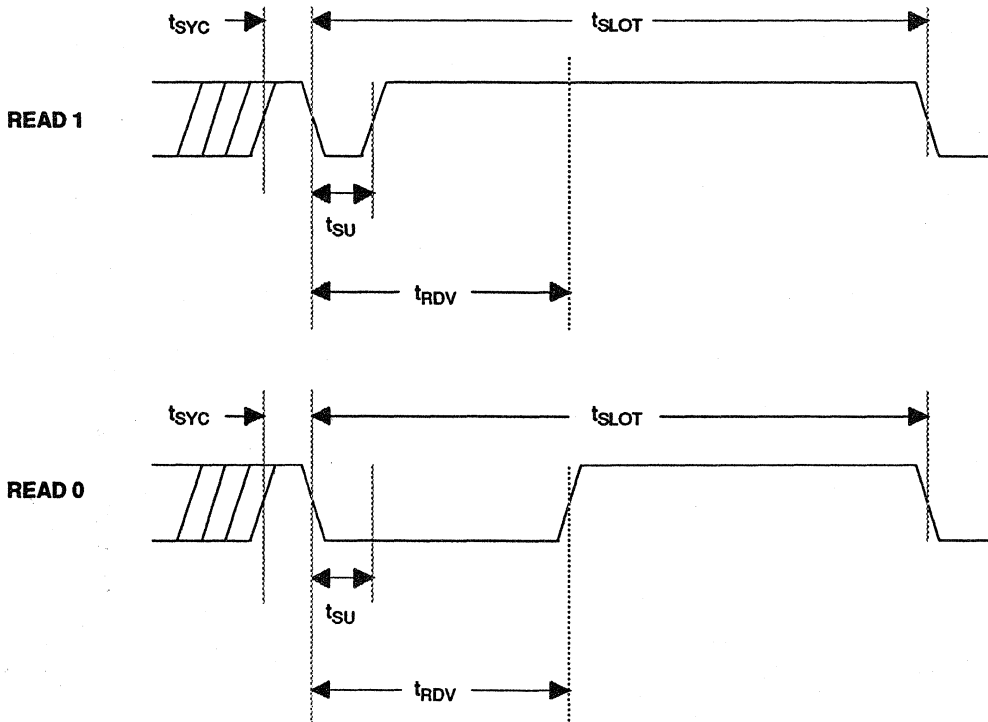 tSYC
tSLOT
READ 1
tSU
tRDV
tSYC
tSLOT
READ 0
tSU
tRDV